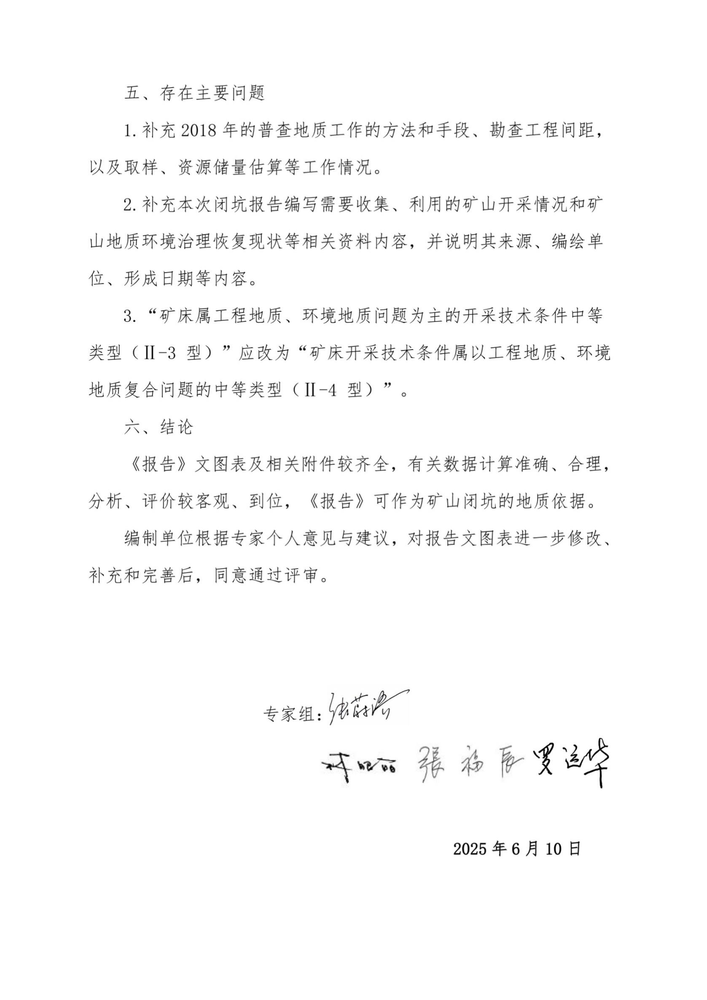 五、存在主要问题
1.补充2018年的普查地质工作的方法和手段、勘查工程间距，
以及取样、资源储量估算等工作情况。
2.补充本次闭坑报告编写需要收集、利用的矿山开采情况和矿
山地质环境治理恢复现状等相关资料内容，并说明其来源、编绘单
位、形成日期等内容。
3.“矿床属工程地质、环境地质问题为主的开采技术条件中等
类型（Ⅱ-3 型）”应改为“矿床开采技术条件属以工程地质、环境
地质复合问题的中等类型（Ⅱ-4 型）”。
六、结论
《报告》文图表及相关附件较齐全，有关数据计算准确、合理，
分析、评价较客观、到位，《报告》可作为矿山闭坑的地质依据。
编制单位根据专家个人意见与建议，对报告文图表进一步修改、
补充和完善后，同意通过评审。
专家组：
張福辰 罗运华
2025年6月10日